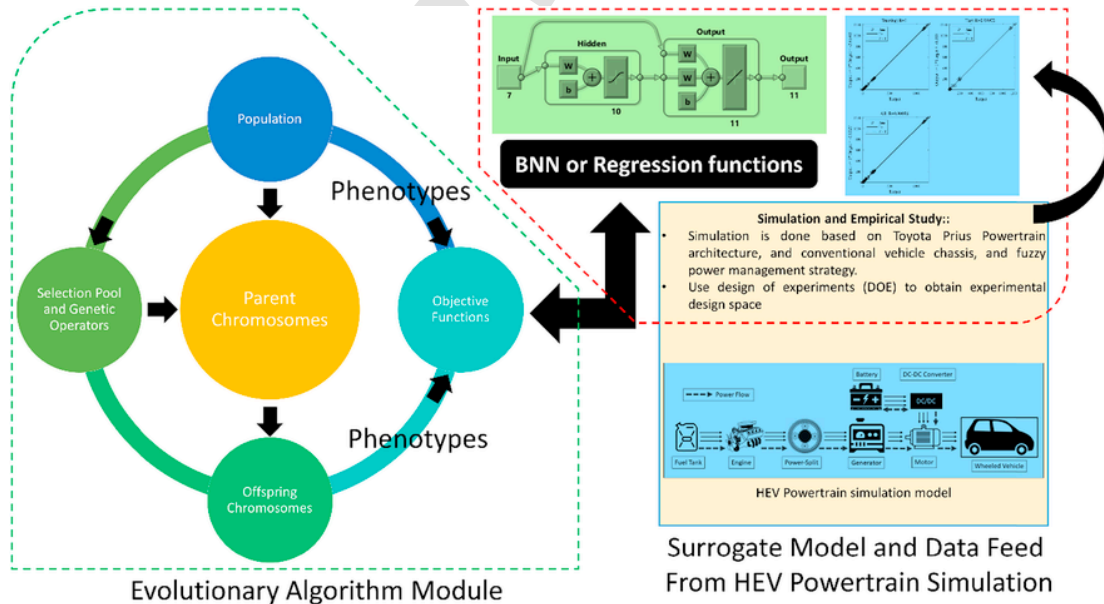 Population
Phenotypes
Selection Pool
and Genetic
Operators
Parent
Chromosomes
Objective
Functions
Phenotypes
Offspring
Chromosomes
Evolutionary Algorithm Module
Hidden
Output
Input
W
b
W
W
b
Output
7
10
11
11
BNN or Regression functions
Simulation and Empirical Study::
• Simulation is done based on Toyota Prius Powertrain
architecture, and conventional vehicle chassis, and fuzzy
power management strategy.
• Use design of experiments (DOE) to obtain experimental
design space
Battery
DC-DC Converter
Power Flow
DC/DC
Fuel Tank
Engine
Power-Split
Generator
Motor
Wheeled Vehicle
HEV Powertrain simulation model
Surrogate Model and Data Feed
From HEV Powertrain Simulation